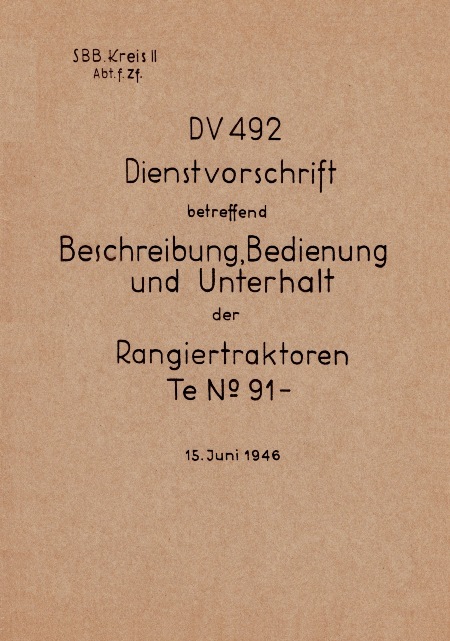 SBB.Kreis II
Abt.f.Zf.
DV 492
Dienstvorschrift
betreffend
Beschreibung, Bedienung
und Unterhalt
der
Rangiertraktoren
Te Nº 91-
15. Juni 1946